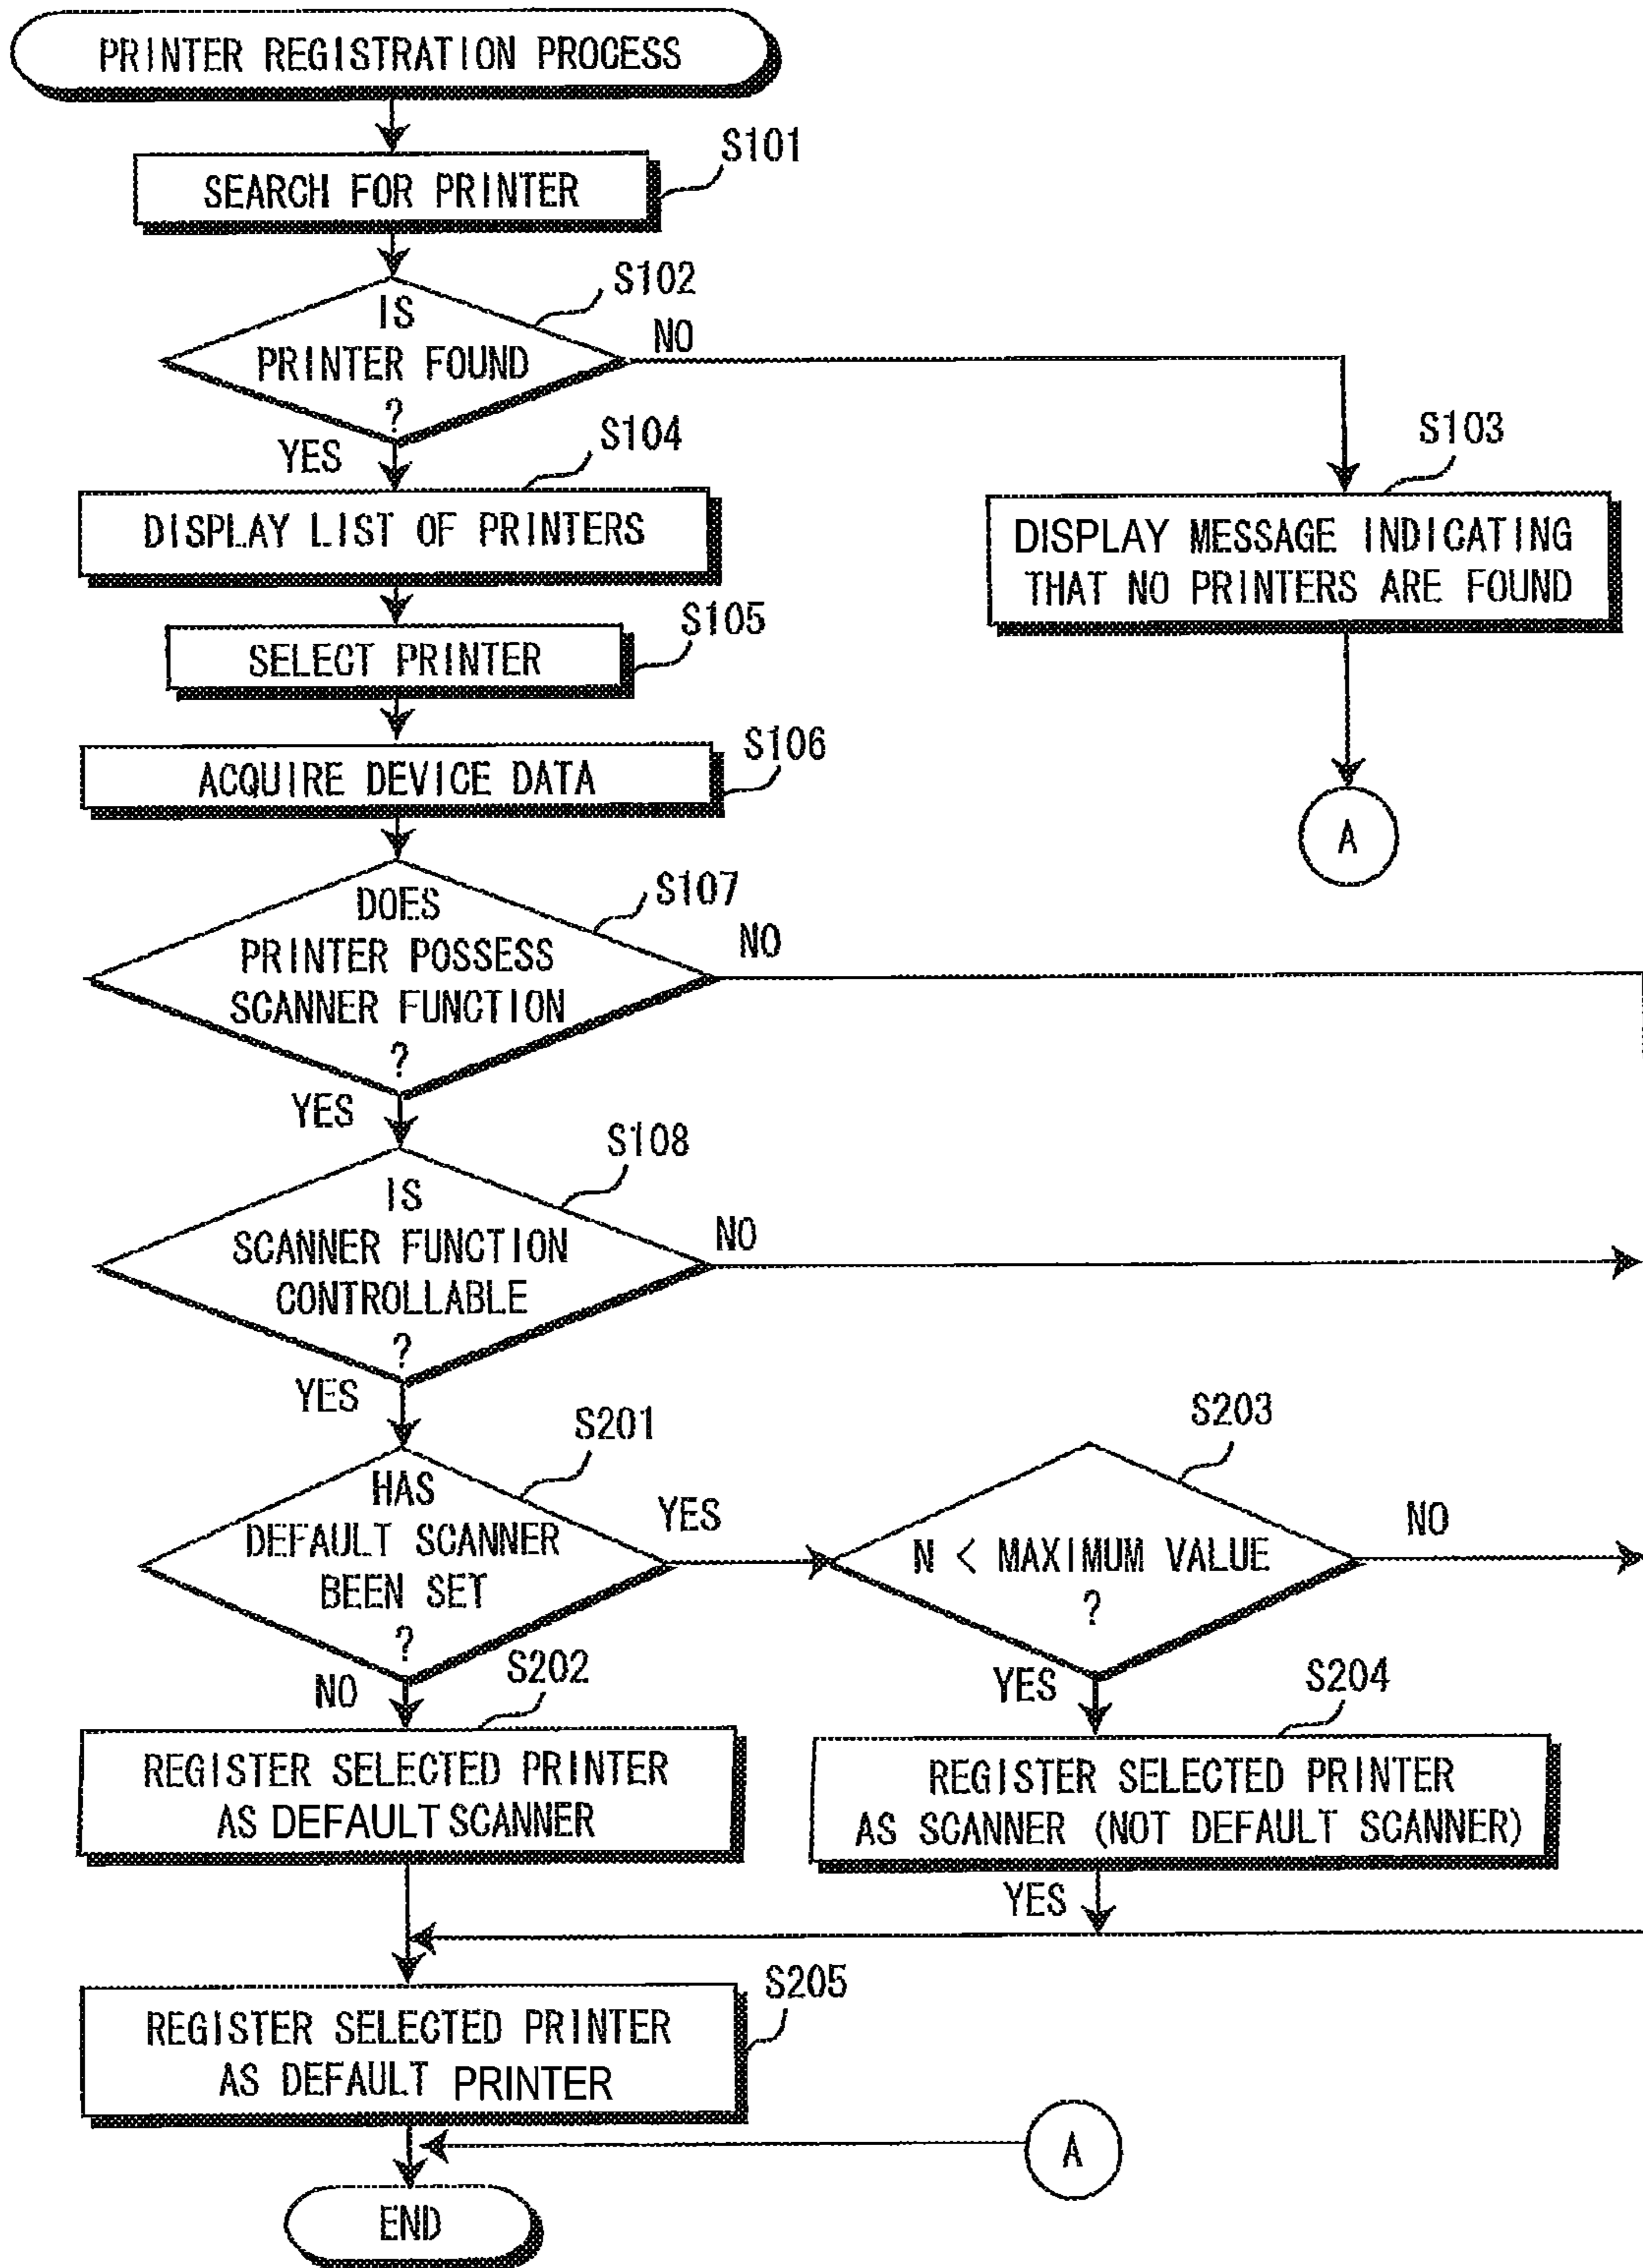 PRINTER REGISTRATION PROCESS
S101
SEARCH FOR PRINTER
S102
IS
PRINTER FOUND
?
NO
YES
S104
DISPLAY LIST OF PRINTERS
S103
DISPLAY MESSAGE INDICATING
THAT NO PRINTERS ARE FOUND
S105
SELECT PRINTER
S106
ACQUIRE DEVICE DATA
A
S107
DOES
PRINTER POSSESS
SCANNER FUNCTION
?
NO
YES
S108
IS
SCANNER FUNCTION
CONTROLLABLE
?
NO
YES
S201
HAS
DEFAULT SCANNER
BEEN SET
?
YES
S203
N < MAXIMUM VALUE
?
NO
NO
S202
REGISTER SELECTED PRINTER
AS DEFAULT SCANNER
YES
S204
REGISTER SELECTED PRINTER
AS SCANNER (NOT DEFAULT SCANNER)
YES
S205
REGISTER SELECTED PRINTER
AS DEFAULT PRINTER
A
END